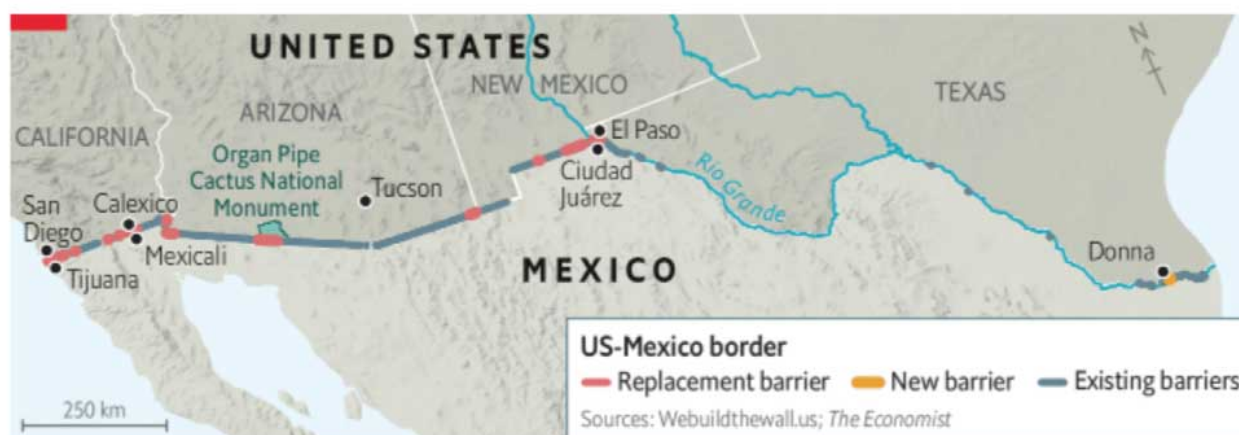 UNITED STATES
N
NEW MEXICO
TEXAS
ARIZONA
CALIFORNIA
El Paso
Organ Pipe
Cactus National
Monument
Tucson
Ciudad
Juárez
Río Grande
San
Diego
Calexico
Mexicali
Tijuana
MEXICO
Donna
250 km
US-Mexico border
Replacement barrier New barrier Existing barriers
Sources: Webuildthewall.us; The Economist